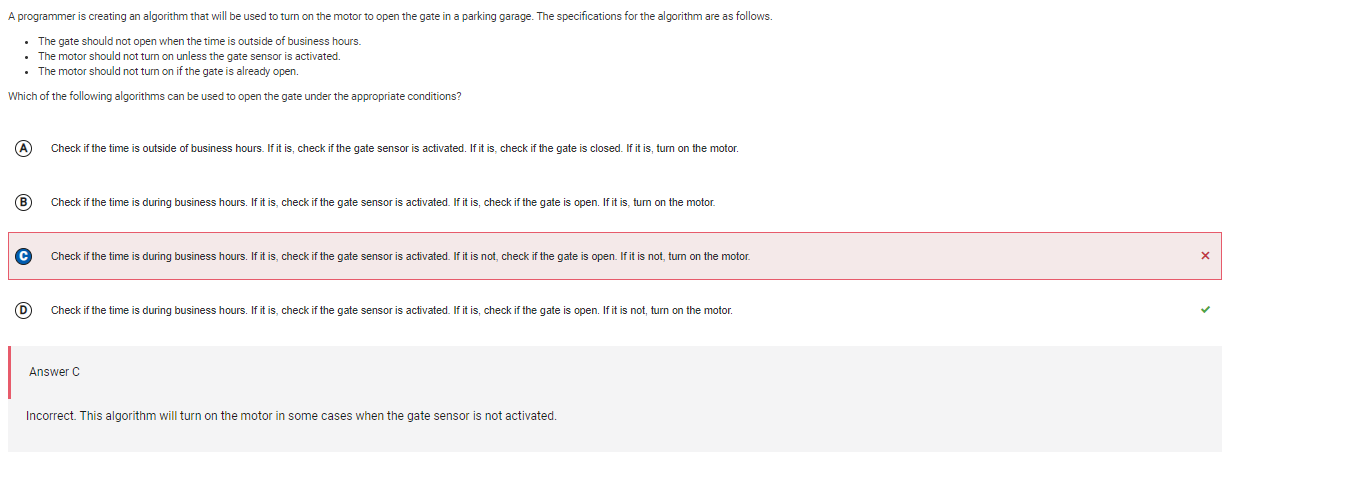 A programmer is creating an algorithm that will be used to turn on the motor to open the gate in a parking garage. The specifications for the algorithm are as follows.
• The gate should not open when the time is outside of business hours.
• The motor should not turn on unless the gate sensor is activated.
• The motor should not turn on if the gate is already open.
Which of the following algorithms can be used to open the gate under the appropriate conditions?
A Check if the time is outside of business hours. If it is, check if the gate sensor is activated. If it is, check if the gate is closed. If it is, turn on the motor.
B Check if the time is during business hours. If it is, check if the gate sensor is activated. If it is, check if the gate is open. If it is, turn on the motor.
C Check if the time is during business hours. If it is, check if the gate sensor is activated. If it is not, check if the gate is open. If it is not, turn on the motor.
D Check if the time is during business hours. If it is, check if the gate sensor is activated. If it is, check if the gate is open. If it is not, turn on the motor.
Answer C
Incorrect. This algorithm will turn on the motor in some cases when the gate sensor is not activated.